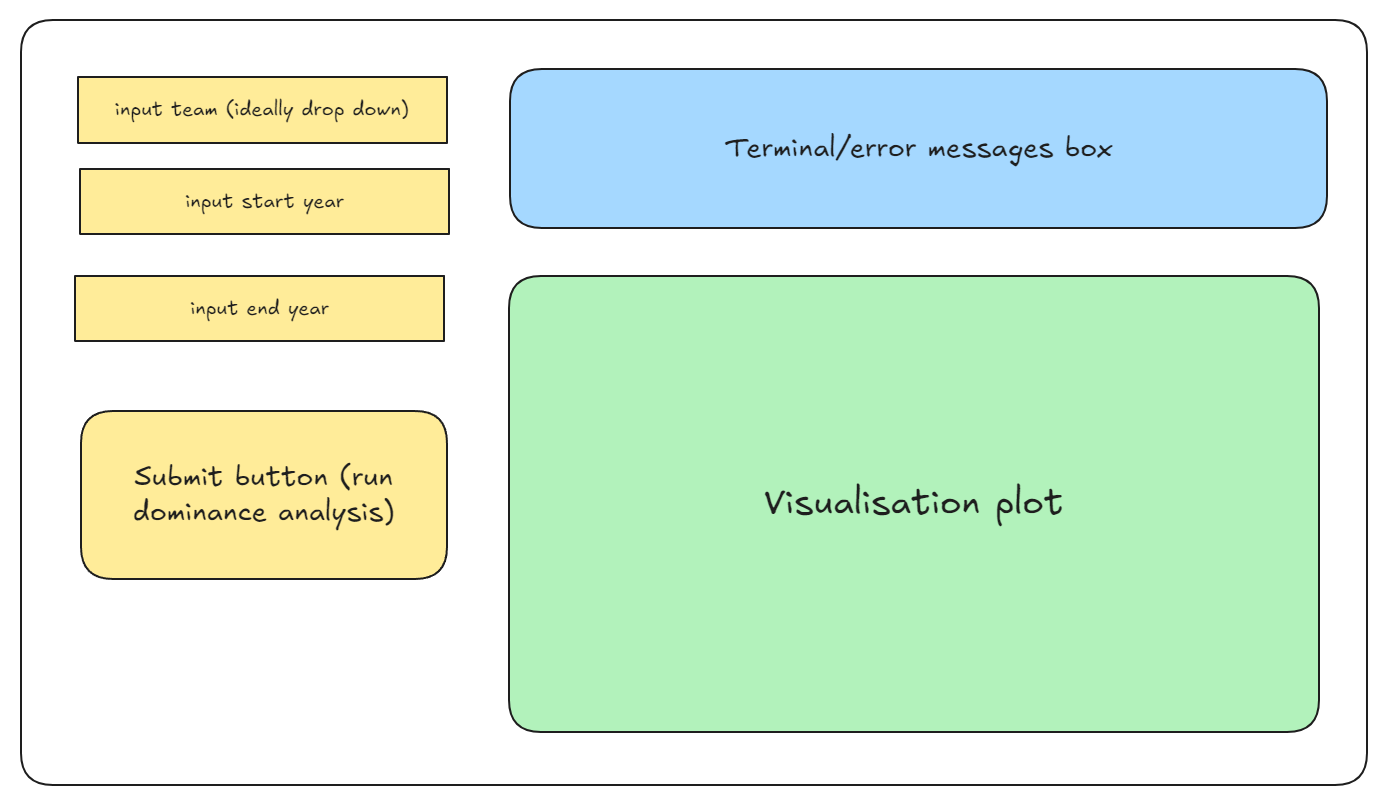 input team (ideally drop down)
input start year
input end year
Submit button (run
dominance analysis)
Terminal/error messages box
Visualisation plot